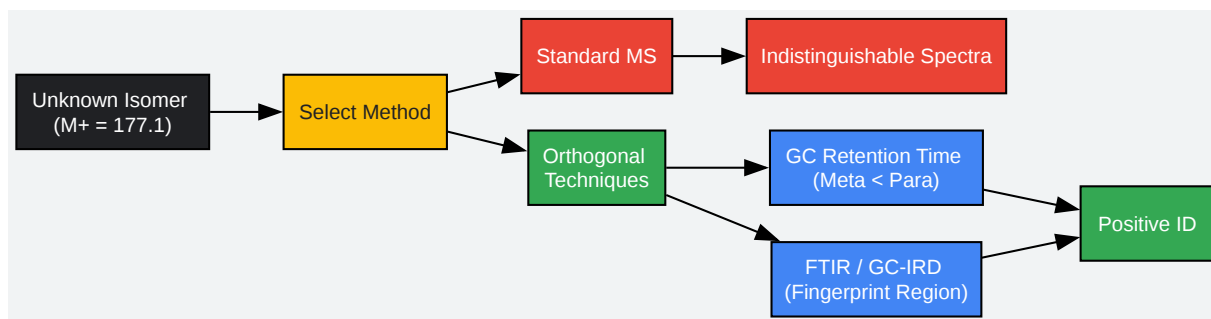 Unknown Isomer
(M+ = 177.1)
Select Method
Standard MS
Indistinguishable Spectra
Orthogonal
Techniques
GC Retention Time
(Meta < Para)
FTIR / GC-IRD
(Fingerprint Region)
Positive ID